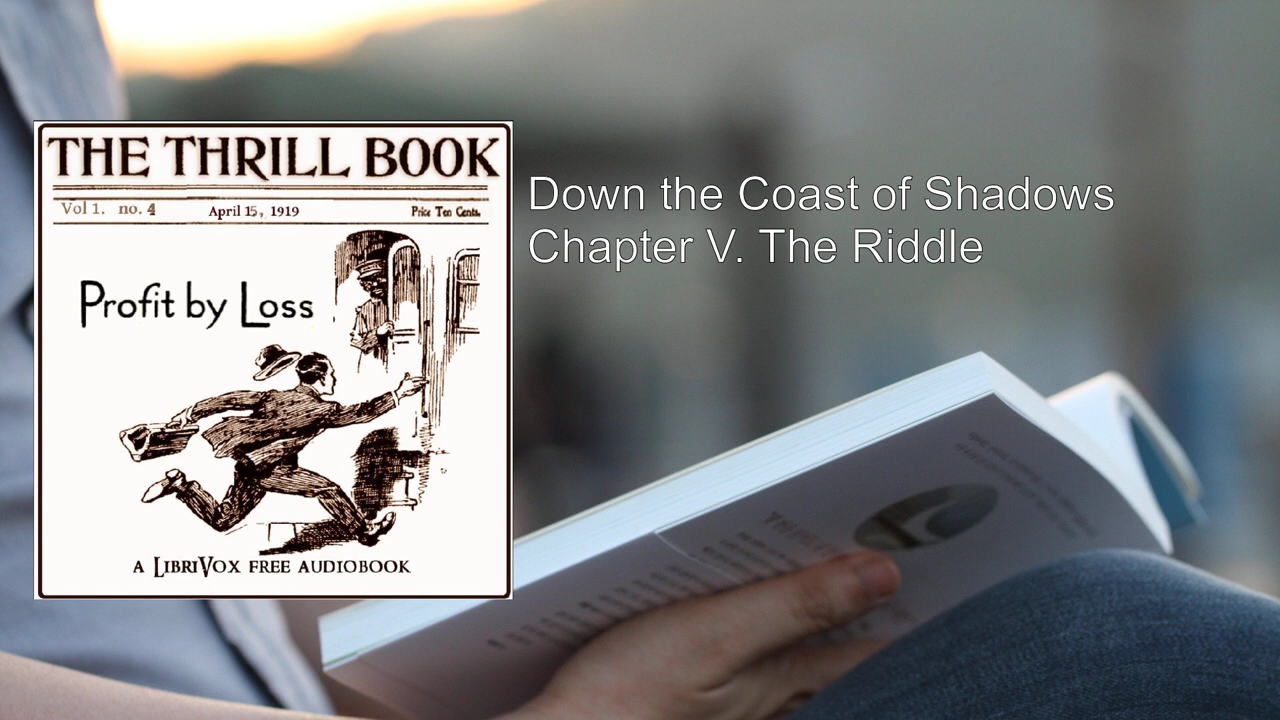 THE THRILL BOOK
Vol 1. no. 4 April 15, 1919 Price Ten Cents.
Profit by Loss
A LIBRIVOX FREE AUDIOBOOK
Down the Coast of Shadows
Chapter V. The Riddle